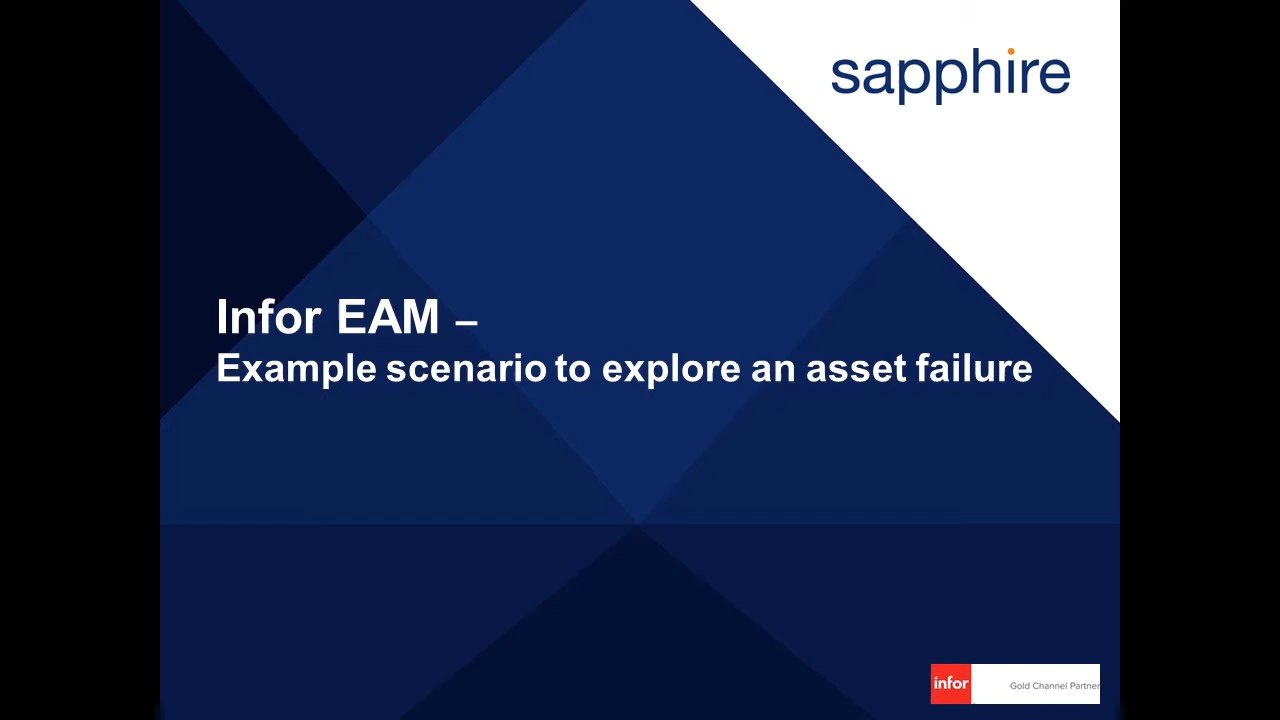 sapphire
Infor EAM –
Example scenario to explore an asset failure
infor
Gold Channel Partner